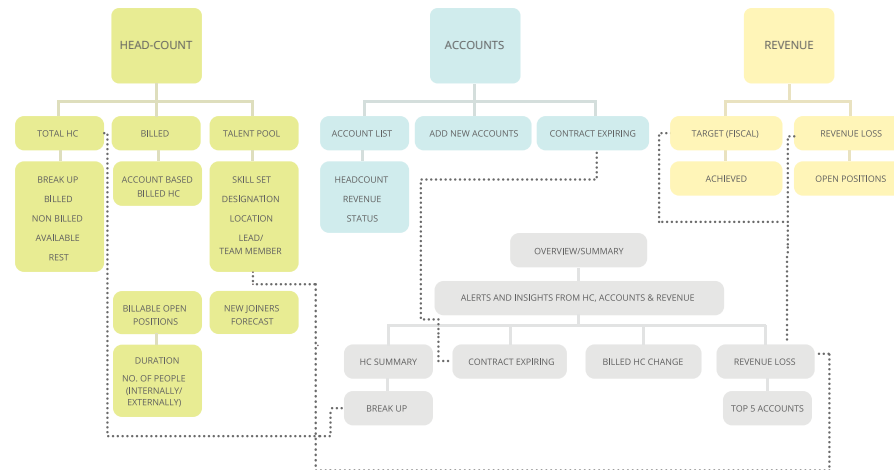 HEAD-COUNT
ACCOUNTS
REVENUE
TOTAL HC
BILLED
TALENT POOL
ACCOUNT LIST
ADD NEW ACCOUNTS
CONTRACT EXPIRING
TARGET (FISCAL)
REVENUE LOSS
BREAK UP
BILLED
NON BILLED
AVAILABLE
REST
ACCOUNT BASED
BILLED HC
SKILL SET
DESIGNATION
LOCATION
LEAD/
TEAM MEMBER
HEADCOUNT
REVENUE
STATUS
ACHIEVED
OPEN POSITIONS
OVERVIEW/SUMMARY
ALERTS AND INSIGHTS FROM HC, ACCOUNTS & REVENUE
BILLABLE OPEN
POSITIONS
NEW JOINERS
FORECAST
DURATION
NO. OF PEOPLE
(INTERNALLY/
EXTERNALLY)
HC SUMMARY
CONTRACT EXPIRING
BILLED HC CHANGE
REVENUE LOSS
BREAK UP
TOP 5 ACCOUNTS